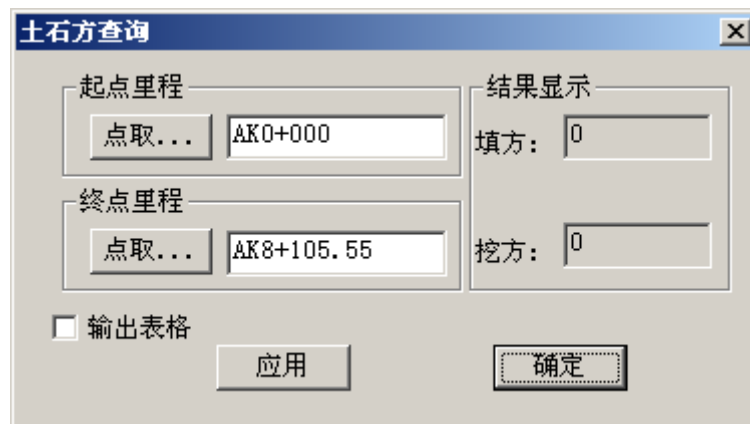 土石方查询
起点里程
点取... AK0+000
终点里程
点取... AK8+105.55
结果显示
填方： 0
挖方： 0
输出表格
应用
确定